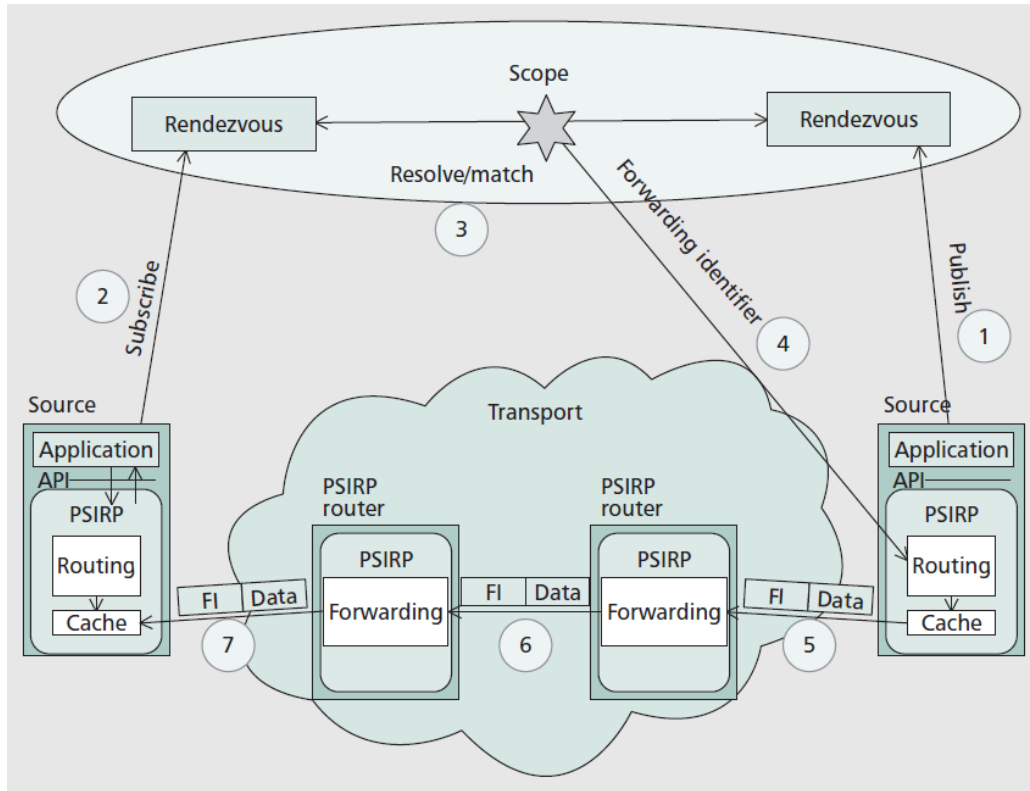 Scope
Rendezvous
Rendezvous
Resolve/match
3
Forwarding identifier
2
Subscribe
Publish
1
4
Source
Transport
Source
Application
Application
API
API
PSIRP
router
PSIRP
router
PSIRP
PSIRP
PSIRP
PSIRP
Routing
Routing
FI Data
FI Data
FI Data
Forwarding
Forwarding
Cache
Cache
7
6
5